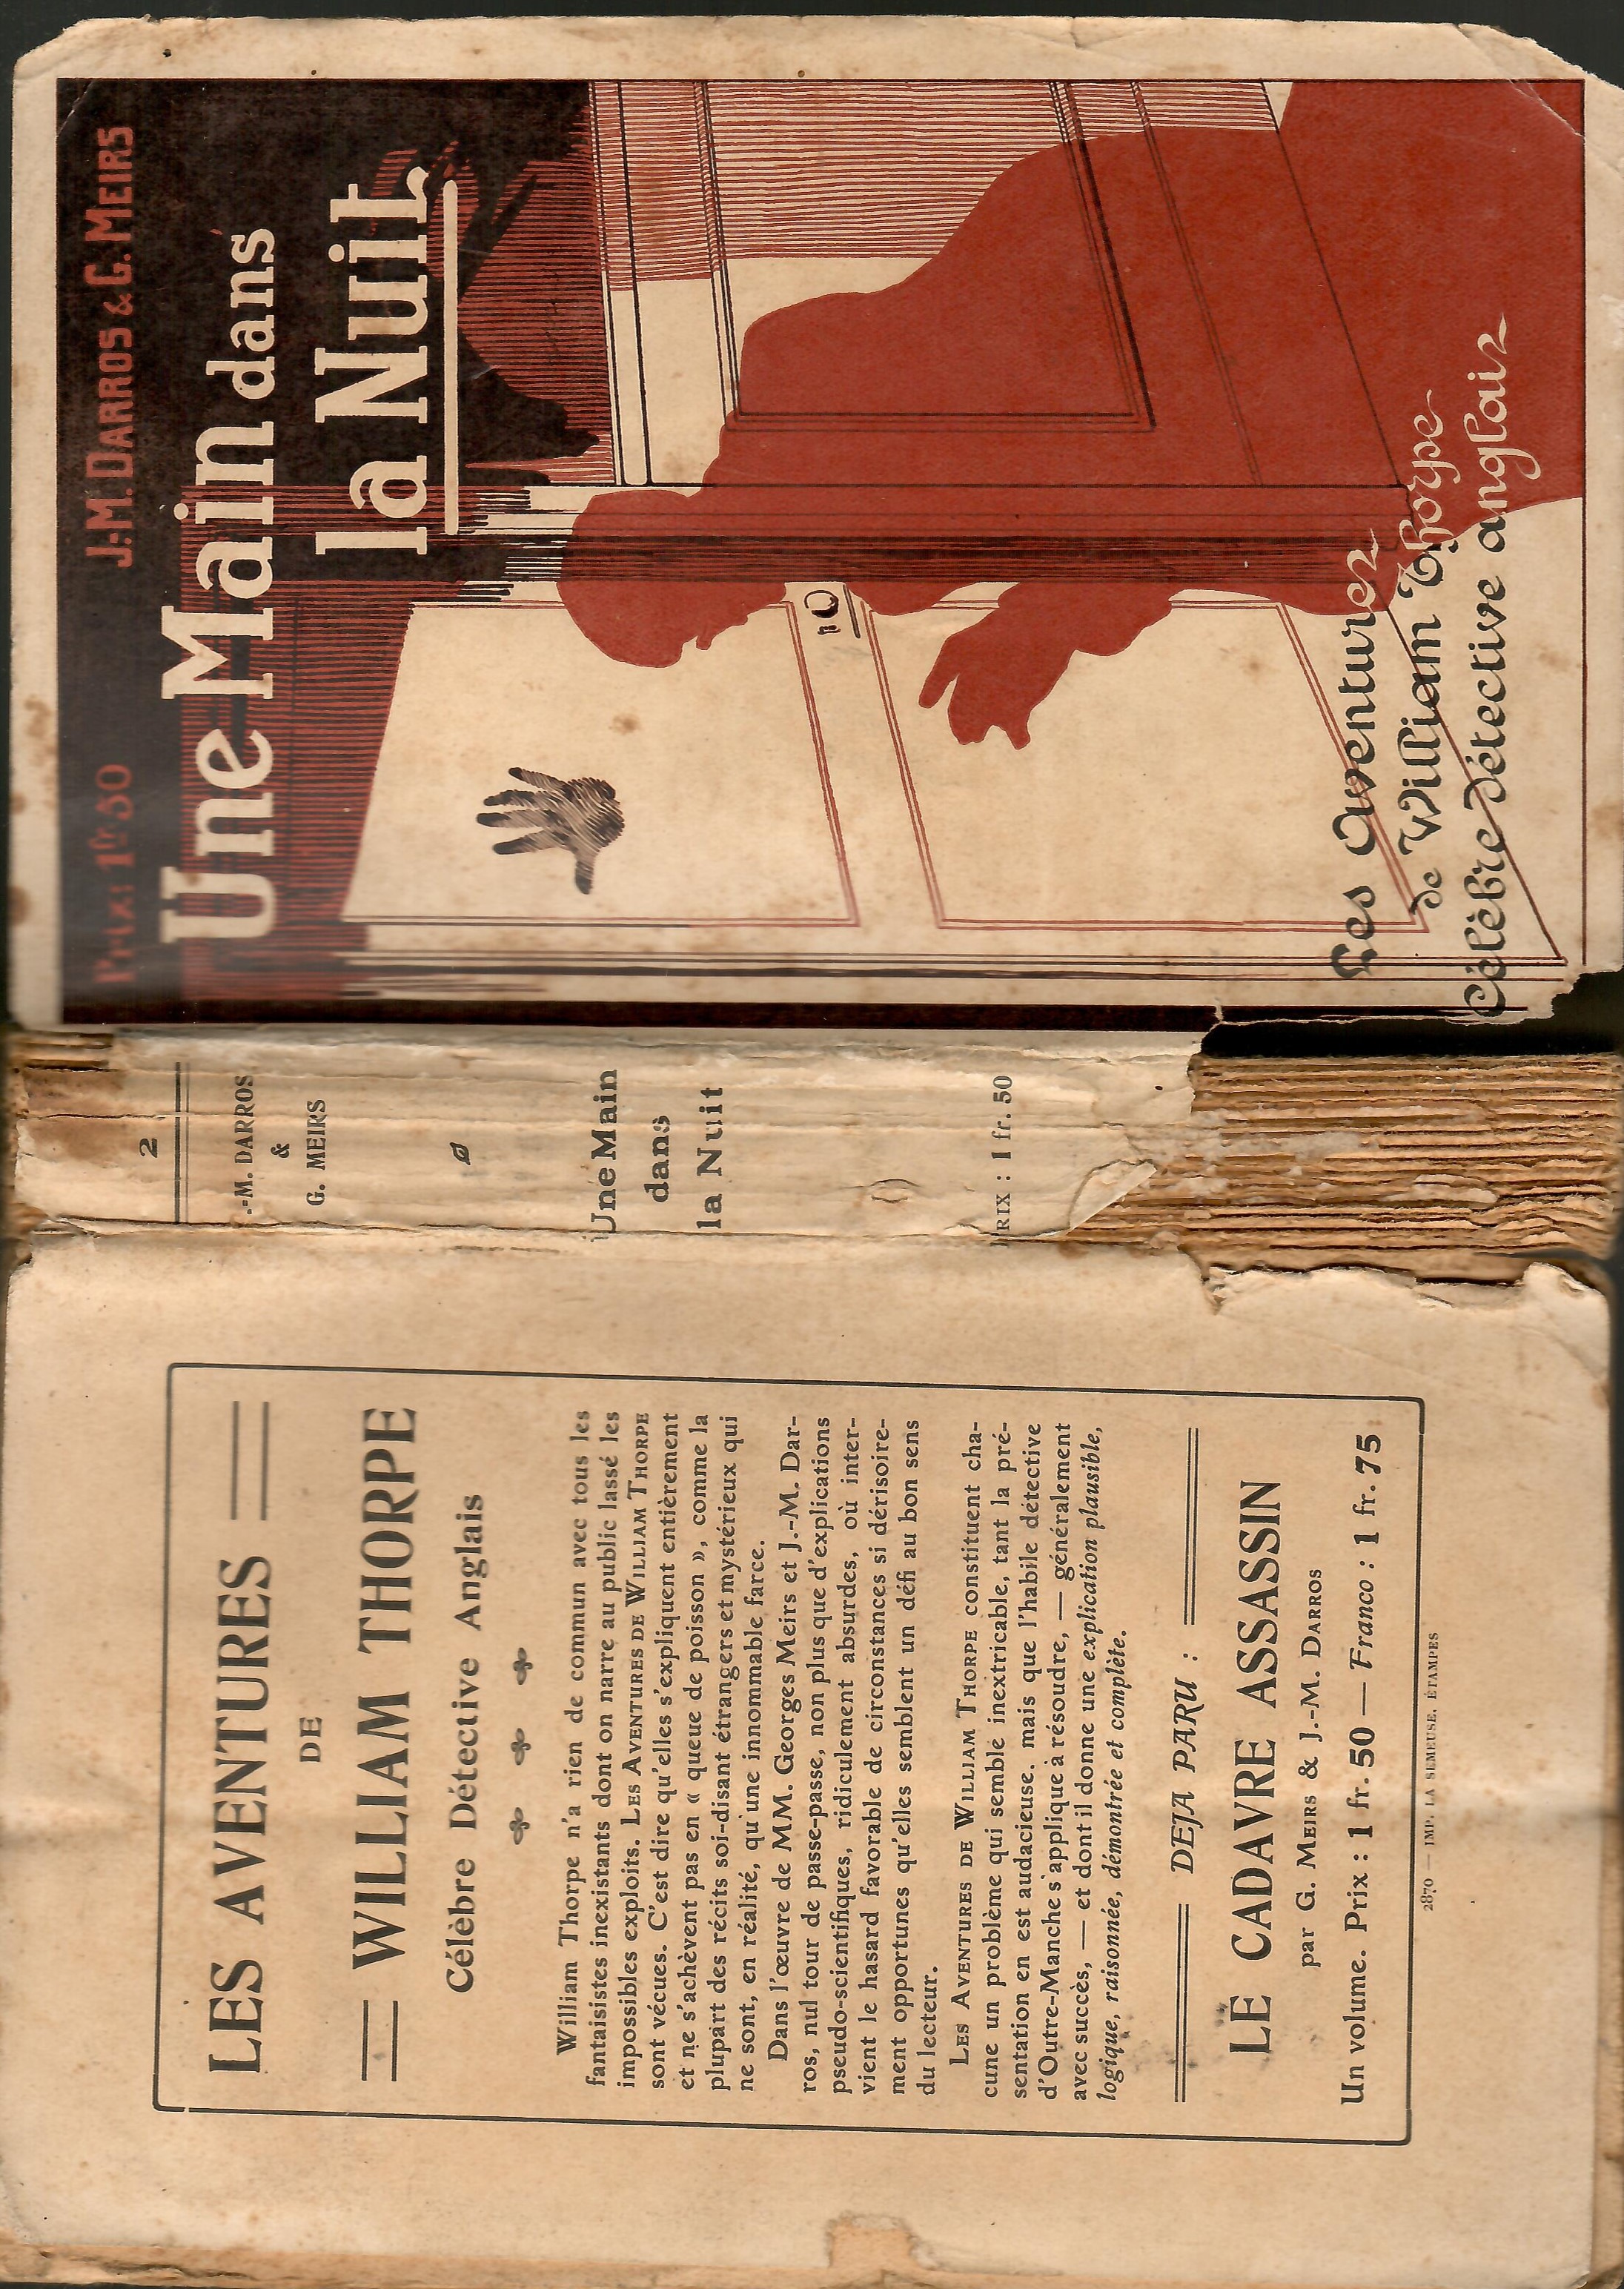 J.-M. DARROS & G. MEIRS
Prix: 1fr 50
Une Main dans
la Nuit
10
Les Aventures
de William Thorpe
célèbre détective anglais
2
.-M. DARROS
&
G. MEIRS
Une Main
dans
la Nuit
PRIX : 1 fr. 50
LES AVENTURES
DE
WILLIAM THORPE
Célèbre Détective Anglais
William Thorpe n'a rien de commun avec tous les
fantaisistes inexistants dont on narre au public lassé les
impossibles exploits. LES AVENTURES DE WILLIAM THORPE
sont vécues. C'est dire qu'elles s'expliquent entièrement
et ne s'achèvent pas en « queue de poisson », comme la
plupart des récits soi-disant étranges et mystérieux qui
ne sont, en réalité, qu'une innommable farce.
Dans l'œuvre de MM. Georges Meirs et J.-M. Dar-
ros, nul tour de passe-passe, non plus que d'explications
pseudo-scientifiques, ridiculement absurdes, où inter-
vient le hasard favorable de circonstances si dérisoire-
ment opportunes qu'elles semblent un défi au bon sens
du lecteur.
LES AVENTURES DE WILLIAM THORPE constituent cha-
cune un problème qui semble inextricable, tant la pré-
sentation en est audacieuse. mais que l'habile détective
d'Outre-Manche s'applique à résoudre, — généralement
avec succès, — et dont il donne une explication plausible,
logique, raisonnée, démontrée et complète.
DEJA PARU :
LE CADAVRE ASSASSIN
par G. MEIRS & J.-M. DARROS
Un volume. Prix : 1 fr. 50 — Franco : 1 fr. 75
2870 — IMP. LA SEMEUSE. ÉTAMPES